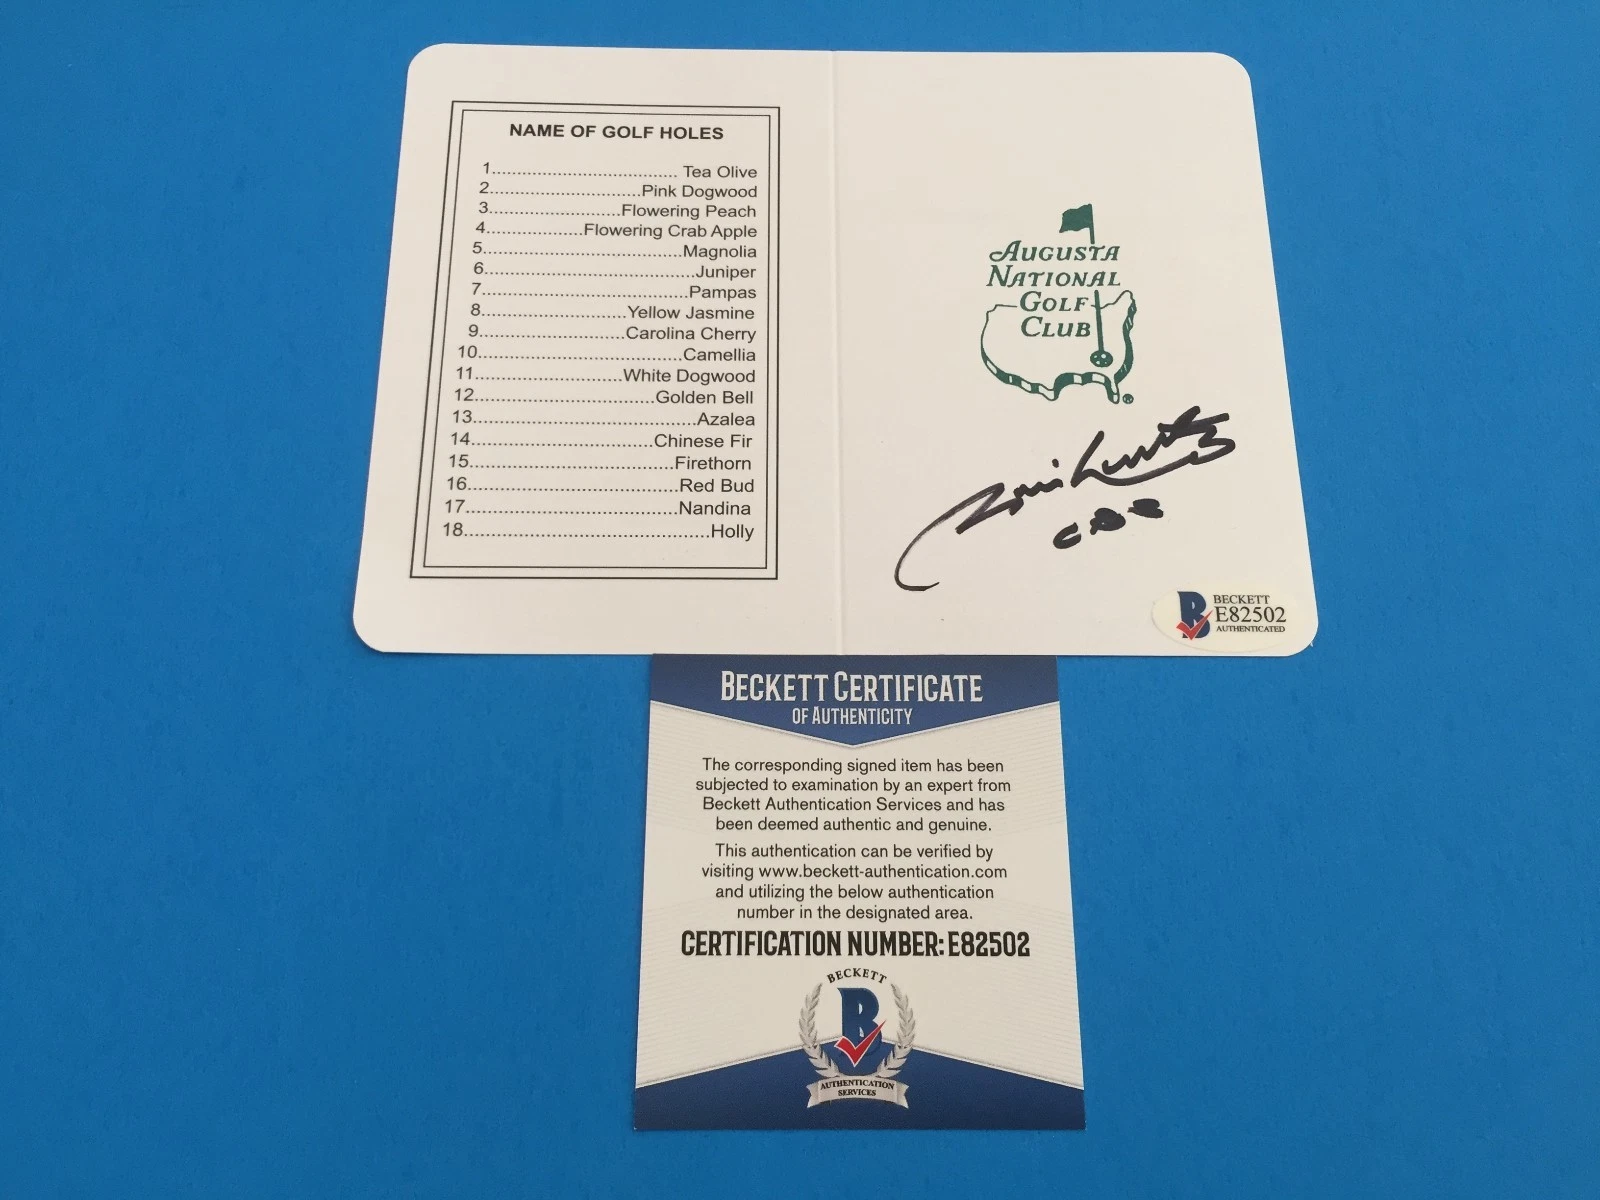 NAME OF GOLF HOLES
1.......................................... Tea Olive
2..................................Pink Dogwood
3..............................Flowering Peach
4......................Flowering Crab Apple
5............................................Magnolia
6...............................................Juniper
7..............................................Pampas
8................................Yellow Jasmine
9................................Carolina Cherry
10.............................................Camellia
11................................White Dogwood
12.......................................Golden Bell
13.................................................Azalea
14.......................................Chinese Fir
15............................................Firethorn
16.............................................Red Bud
17.............................................Nandina
18....................................................Holly
AUGUSTA
NATIONAL
GOLF
CLUB
®
CBE
BECKETT
E82502
AUTHENTICATED
BECKETT CERTIFICATE
OF AUTHENTICITY
The corresponding signed item has been
subjected to examination by an expert from
Beckett Authentication Services and has
been deemed authentic and genuine.
This authentication can be verified by
visiting www.beckett-authentication.com
and utilizing the below authentication
number in the designated area.
CERTIFICATION NUMBER: E82502
BECKETT
B
AUTHENTICATION
SERVICES